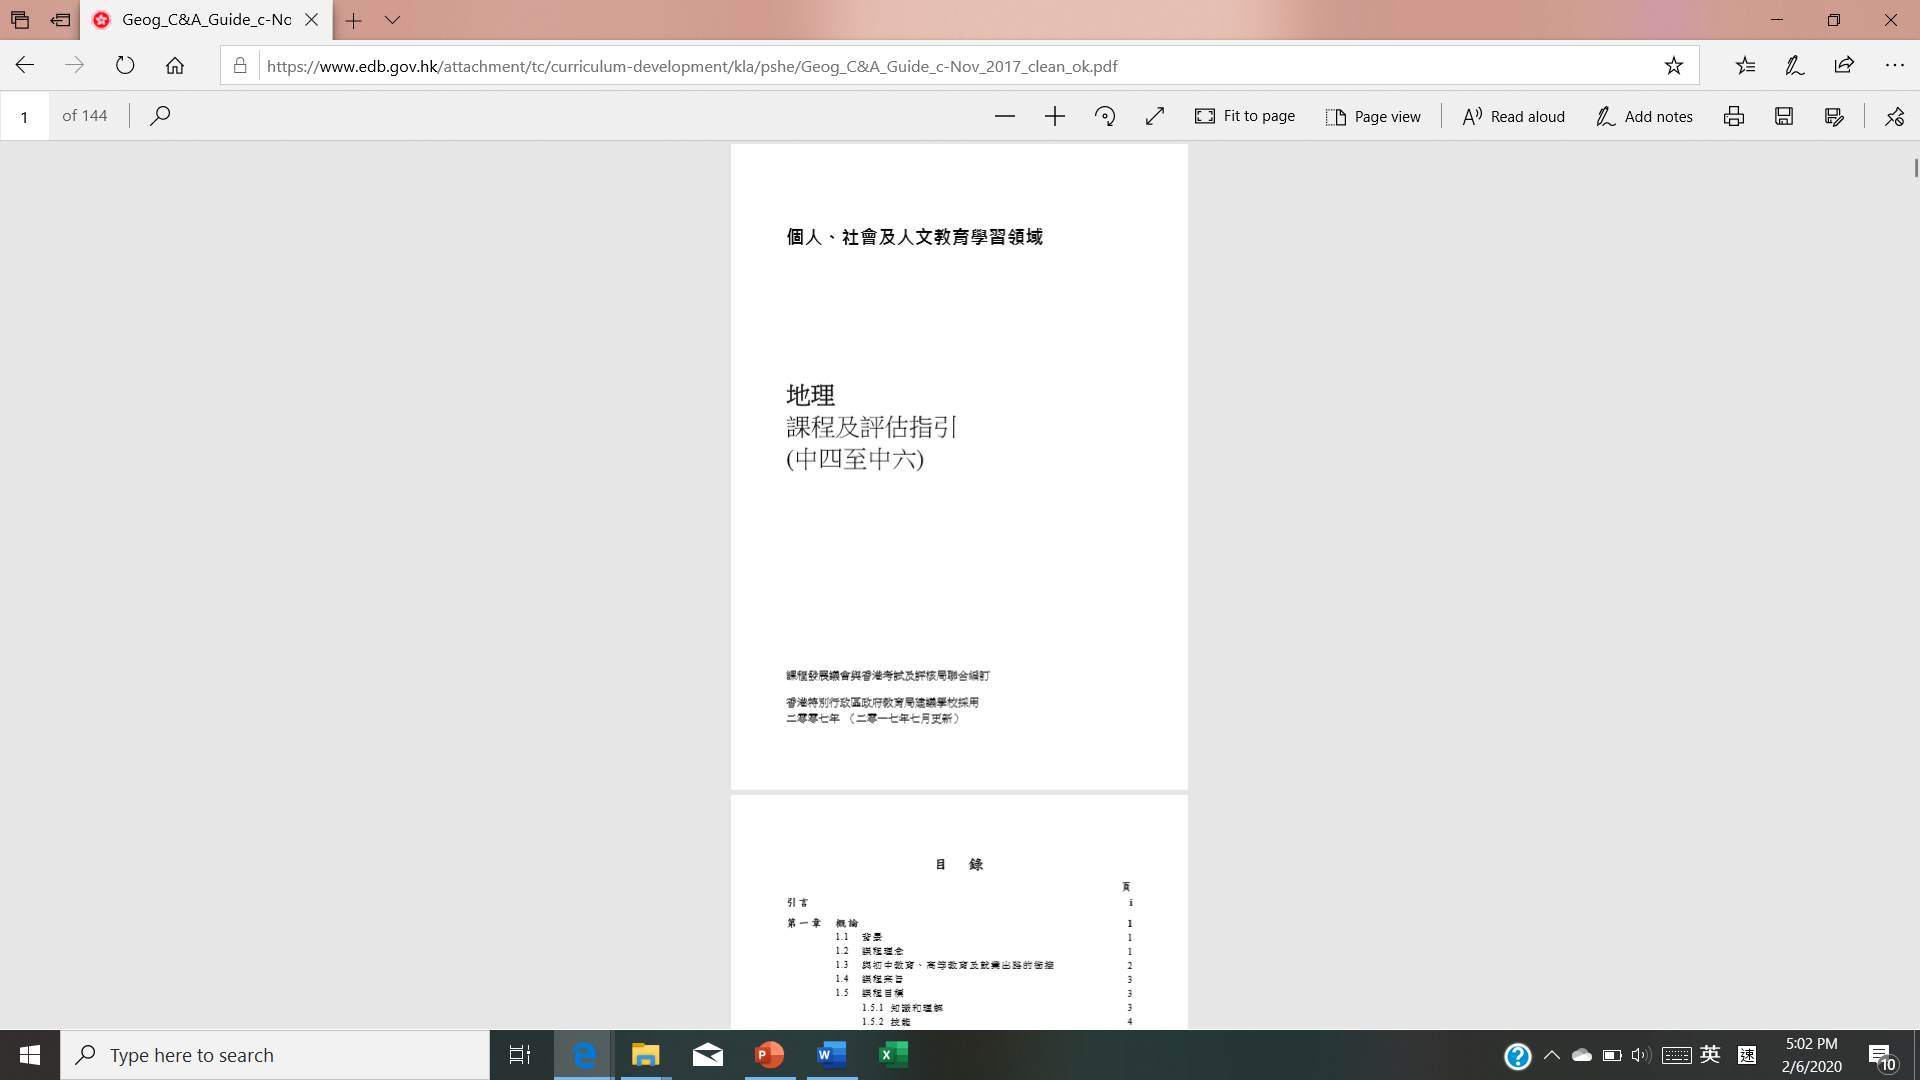 Geog_C&A_Guide_c-No
https://www.edb.gov.hk/attachment/tc/curriculum-development/kla/pshe/Geog_C&A_Guide_c-Nov_2017_clean_ok.pdf
1 of 144
Fit to page
Page view
Read aloud
Add notes
個人、社會及人文教育學習領域
地理
課程及評估指引
(中四至中六)
課程發展議會與香港考試及評核局聯合編訂
香港特別行政區政府教育局建議學校採用
二零零七年 (二零一七年七月更新)
目 錄
頁
引言 i
第一章 概論 1
1.1 背景 1
1.2 課程理念 1
1.3 與初中教育、高等教育及就業出路的銜接 2
1.4 課程宗旨 3
1.5 課程目標 3
1.5.1 知識和理解 3
1.5.2 技能 4
Type here to search
英
速
5:02 PM
2/6/2020
10